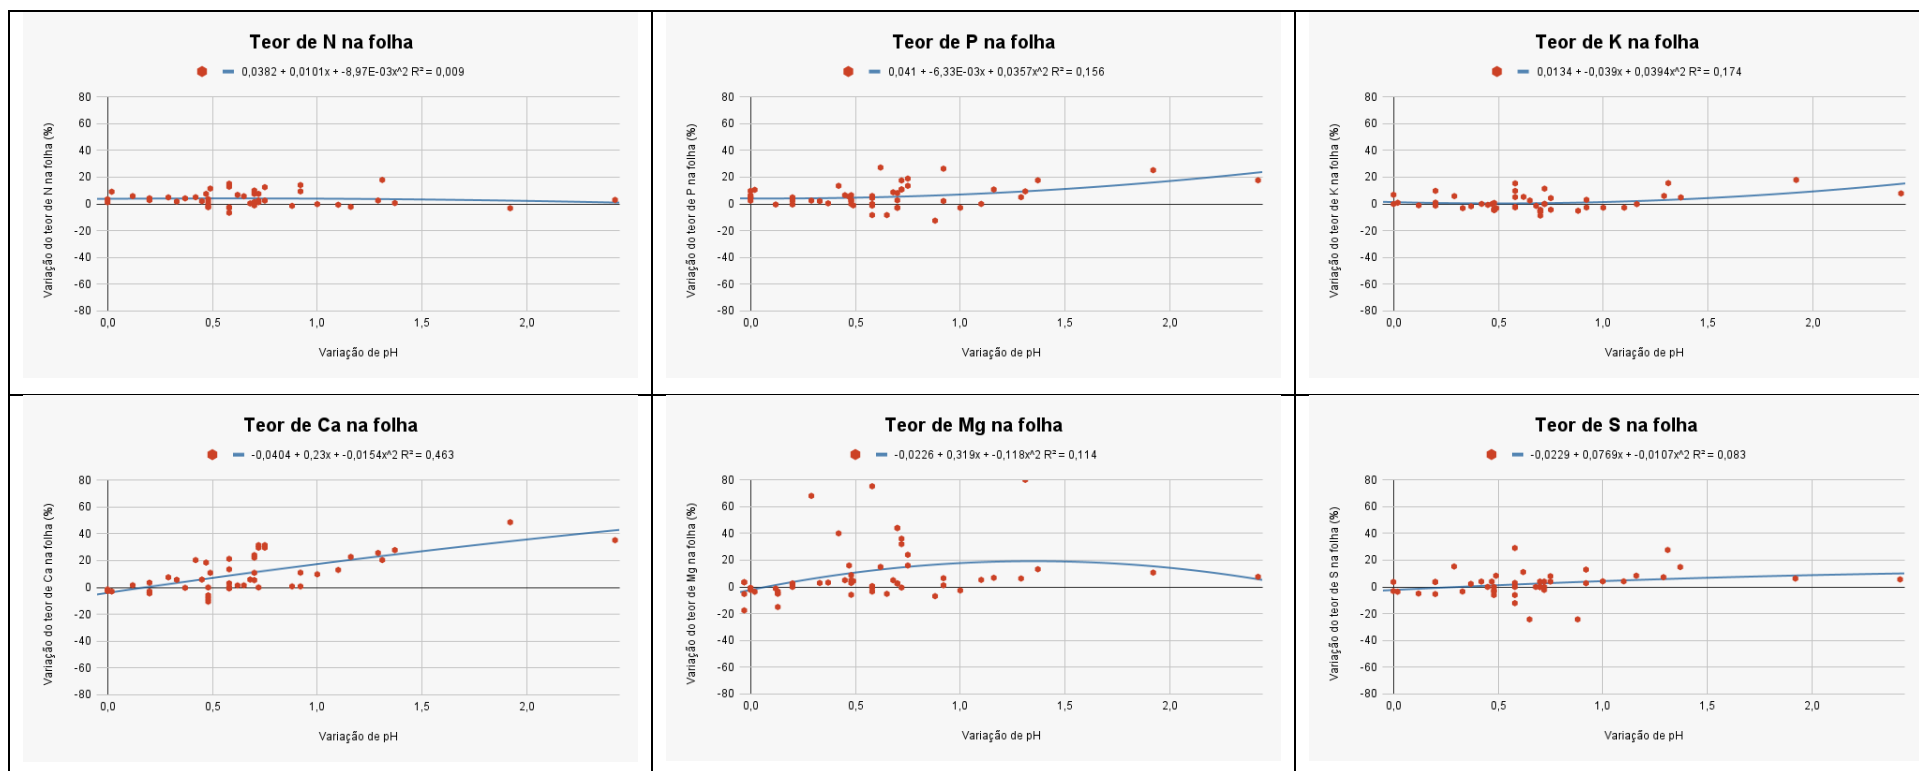 Teor de N na folha
0,0382 + 0,0101x + -8,97E-03x^2 R² = 0,009
80
60
40
20
0
-20
-40
-60
-80
Variação do teor de N na folha (%)
0,0 0,5 1,0 1,5 2,0
Variação de pH
Teor de P na folha
0,041 + -6,33E-03x + 0,0357x^2 R² = 0,156
80
60
40
20
0
-20
-40
-60
-80
Variação do teor de P na folha (%)
0,0 0,5 1,0 1,5 2,0
Variação de pH
Teor de K na folha
0,0134 + -0,039x + 0,0394x^2 R² = 0,174
80
60
40
20
0
-20
-40
-60
-80
Variação do teor de K na folha (%)
0,0 0,5 1,0 1,5 2,0
Variação de pH
Teor de Ca na folha
-0,0404 + 0,23x + -0,0154x^2 R² = 0,463
80
60
40
20
0
-20
-40
-60
-80
Variação do teor de Ca na folha (%)
0,0 0,5 1,0 1,5 2,0
Variação de pH
Teor de Mg na folha
-0,0226 + 0,319x + -0,118x^2 R² = 0,114
80
60
40
20
0
-20
-40
-60
-80
Variação do teor de Mg na folha (%)
0,0 0,5 1,0 1,5 2,0
Variação de pH
Teor de S na folha
-0,0229 + 0,0769x + -0,0107x^2 R² = 0,083
80
60
40
20
0
-20
-40
-60
-80
Variação do teor de S na folha (%)
0,0 0,5 1,0 1,5 2,0
Variação de pH